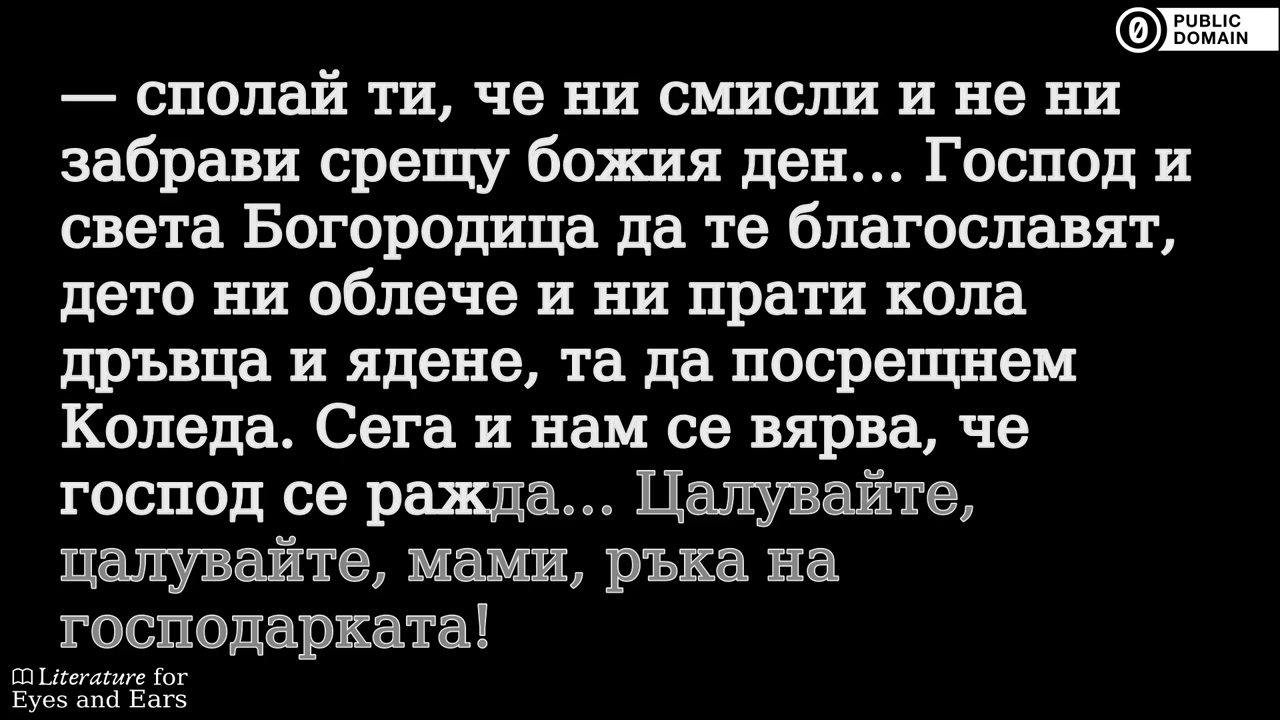 PUBLIC
DOMAIN
— сполай ти, че ни смисли и не ни
забрави срещу божия ден... Господ и
света Богородица да те благославят,
дето ни облече и ни прати кола
дръвца и ядене, та да посрещнем
Коледа. Сега и нам се вярва, че
господ се ражда... Цалувайте,
цалувайте, мами, ръка на
господарката!
Literature for
Eyes and Ears